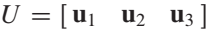 U = [ u₁ u₂ u₃ ]